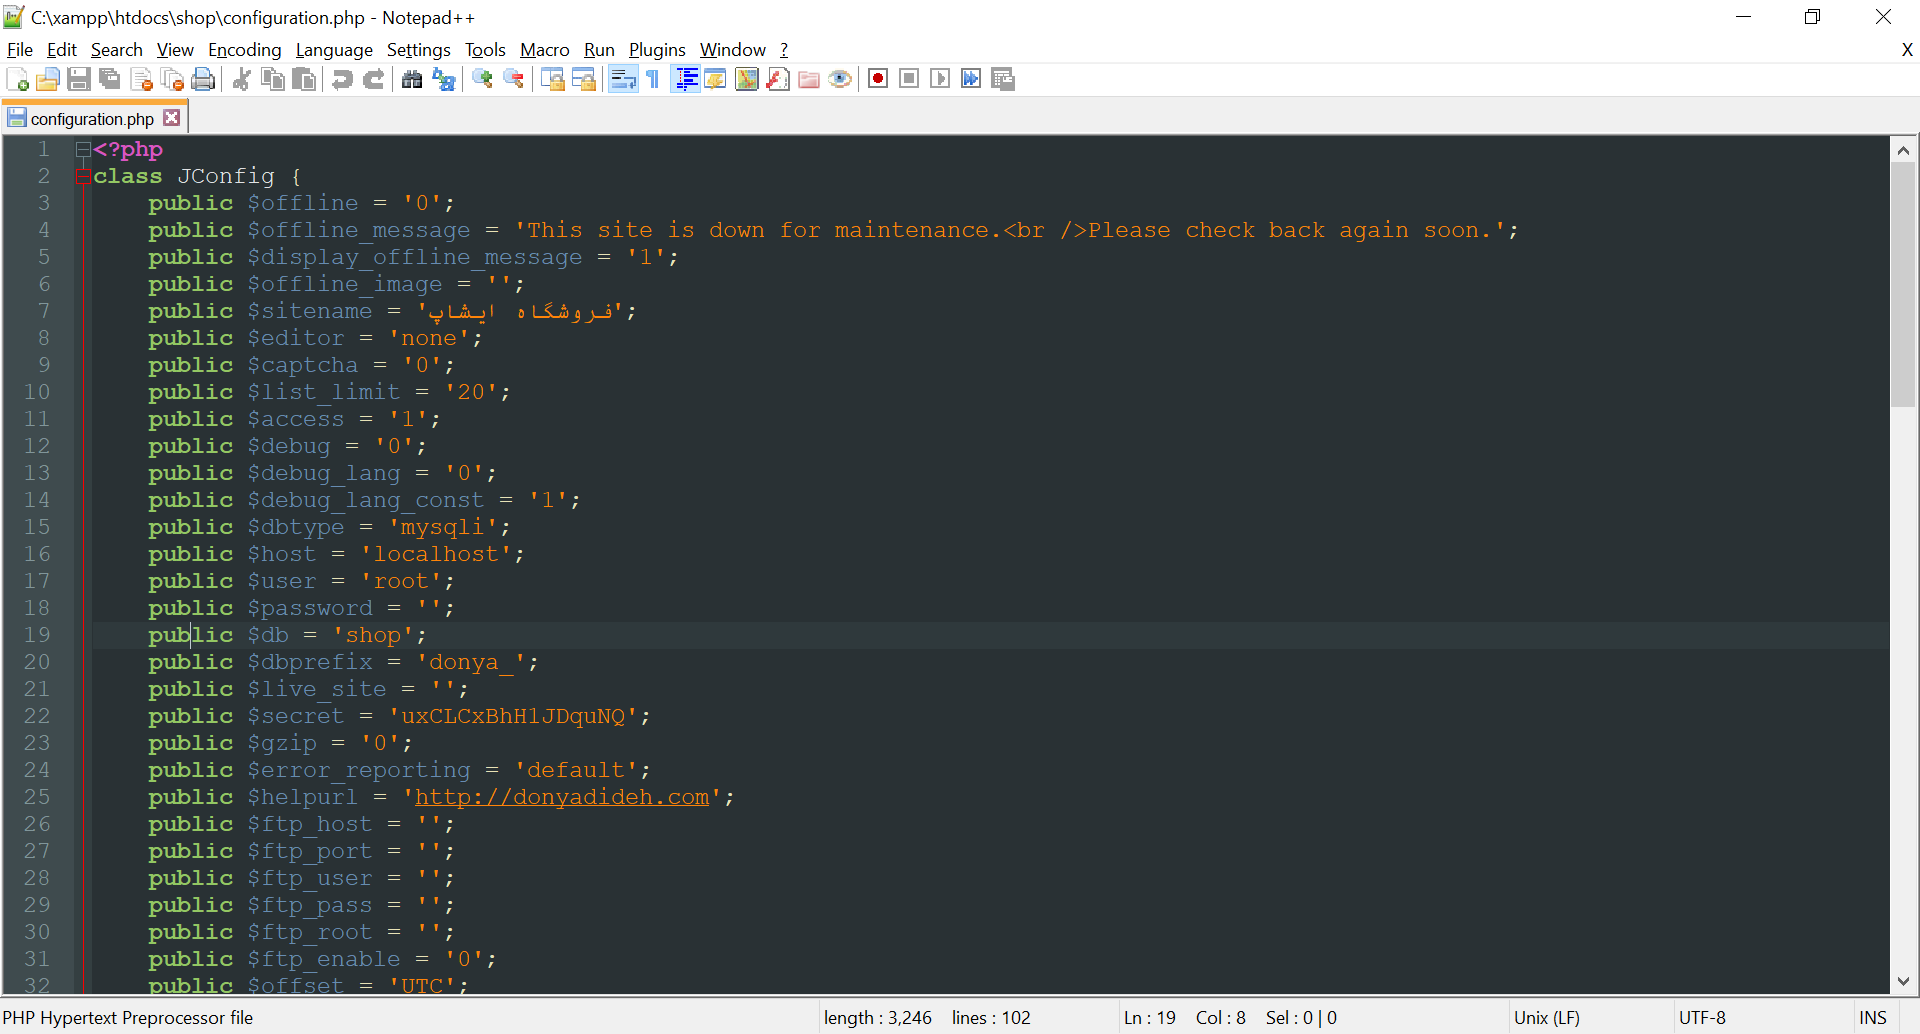 C:\xampp\htdocs\shop\configuration.php - Notepad++
File Edit Search View Encoding Language Settings Tools Macro Run Plugins Window ? X
configuration.php
1 <?php
2 class JConfig {
3 public $offline = '0';
4 public $offline_message = 'This site is down for maintenance.<br />Please check back again soon.';
5 public $display_offline_message = '1';
6 public $offline_image = '';
7 public $sitename = 'فروشگاه ایشاپ';
8 public $editor = 'none';
9 public $captcha = '0';
10 public $list_limit = '20';
11 public $access = '1';
12 public $debug = '0';
13 public $debug_lang = '0';
14 public $debug_lang_const = '1';
15 public $dbtype = 'mysqli';
16 public $host = 'localhost';
17 public $user = 'root';
18 public $password = '';
19 public $db = 'shop';
20 public $dbprefix = 'donya_';
21 public $live_site = '';
22 public $secret = 'uxCLCxBhH1JDquNQ';
23 public $gzip = '0';
24 public $error_reporting = 'default';
25 public $helpurl = 'http://donyadideh.com';
26 public $ftp_host = '';
27 public $ftp_port = '';
28 public $ftp_user = '';
29 public $ftp_pass = '';
30 public $ftp_root = '';
31 public $ftp_enable = '0';
32 public $offset = 'UTC';
PHP Hypertext Preprocessor file length : 3,246 lines : 102 Ln : 19 Col : 8 Sel : 0 | 0 Unix (LF) UTF-8 INS